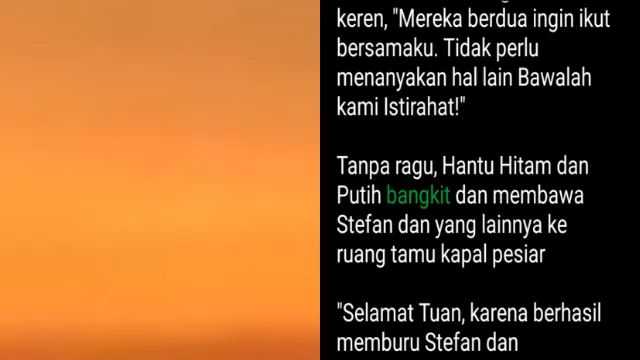 keren, "Mereka berdua ingin ikut
bersamaku. Tidak perlu
menanyakan hal lain Bawalah
kami Istirahat!"
Tanpa ragu, Hantu Hitam dan
Putih bangkit dan membawa
Stefan dan yang lainnya ke
ruang tamu kapal pesiar
"Selamat Tuan, karena berhasil
memburu Stefan dan